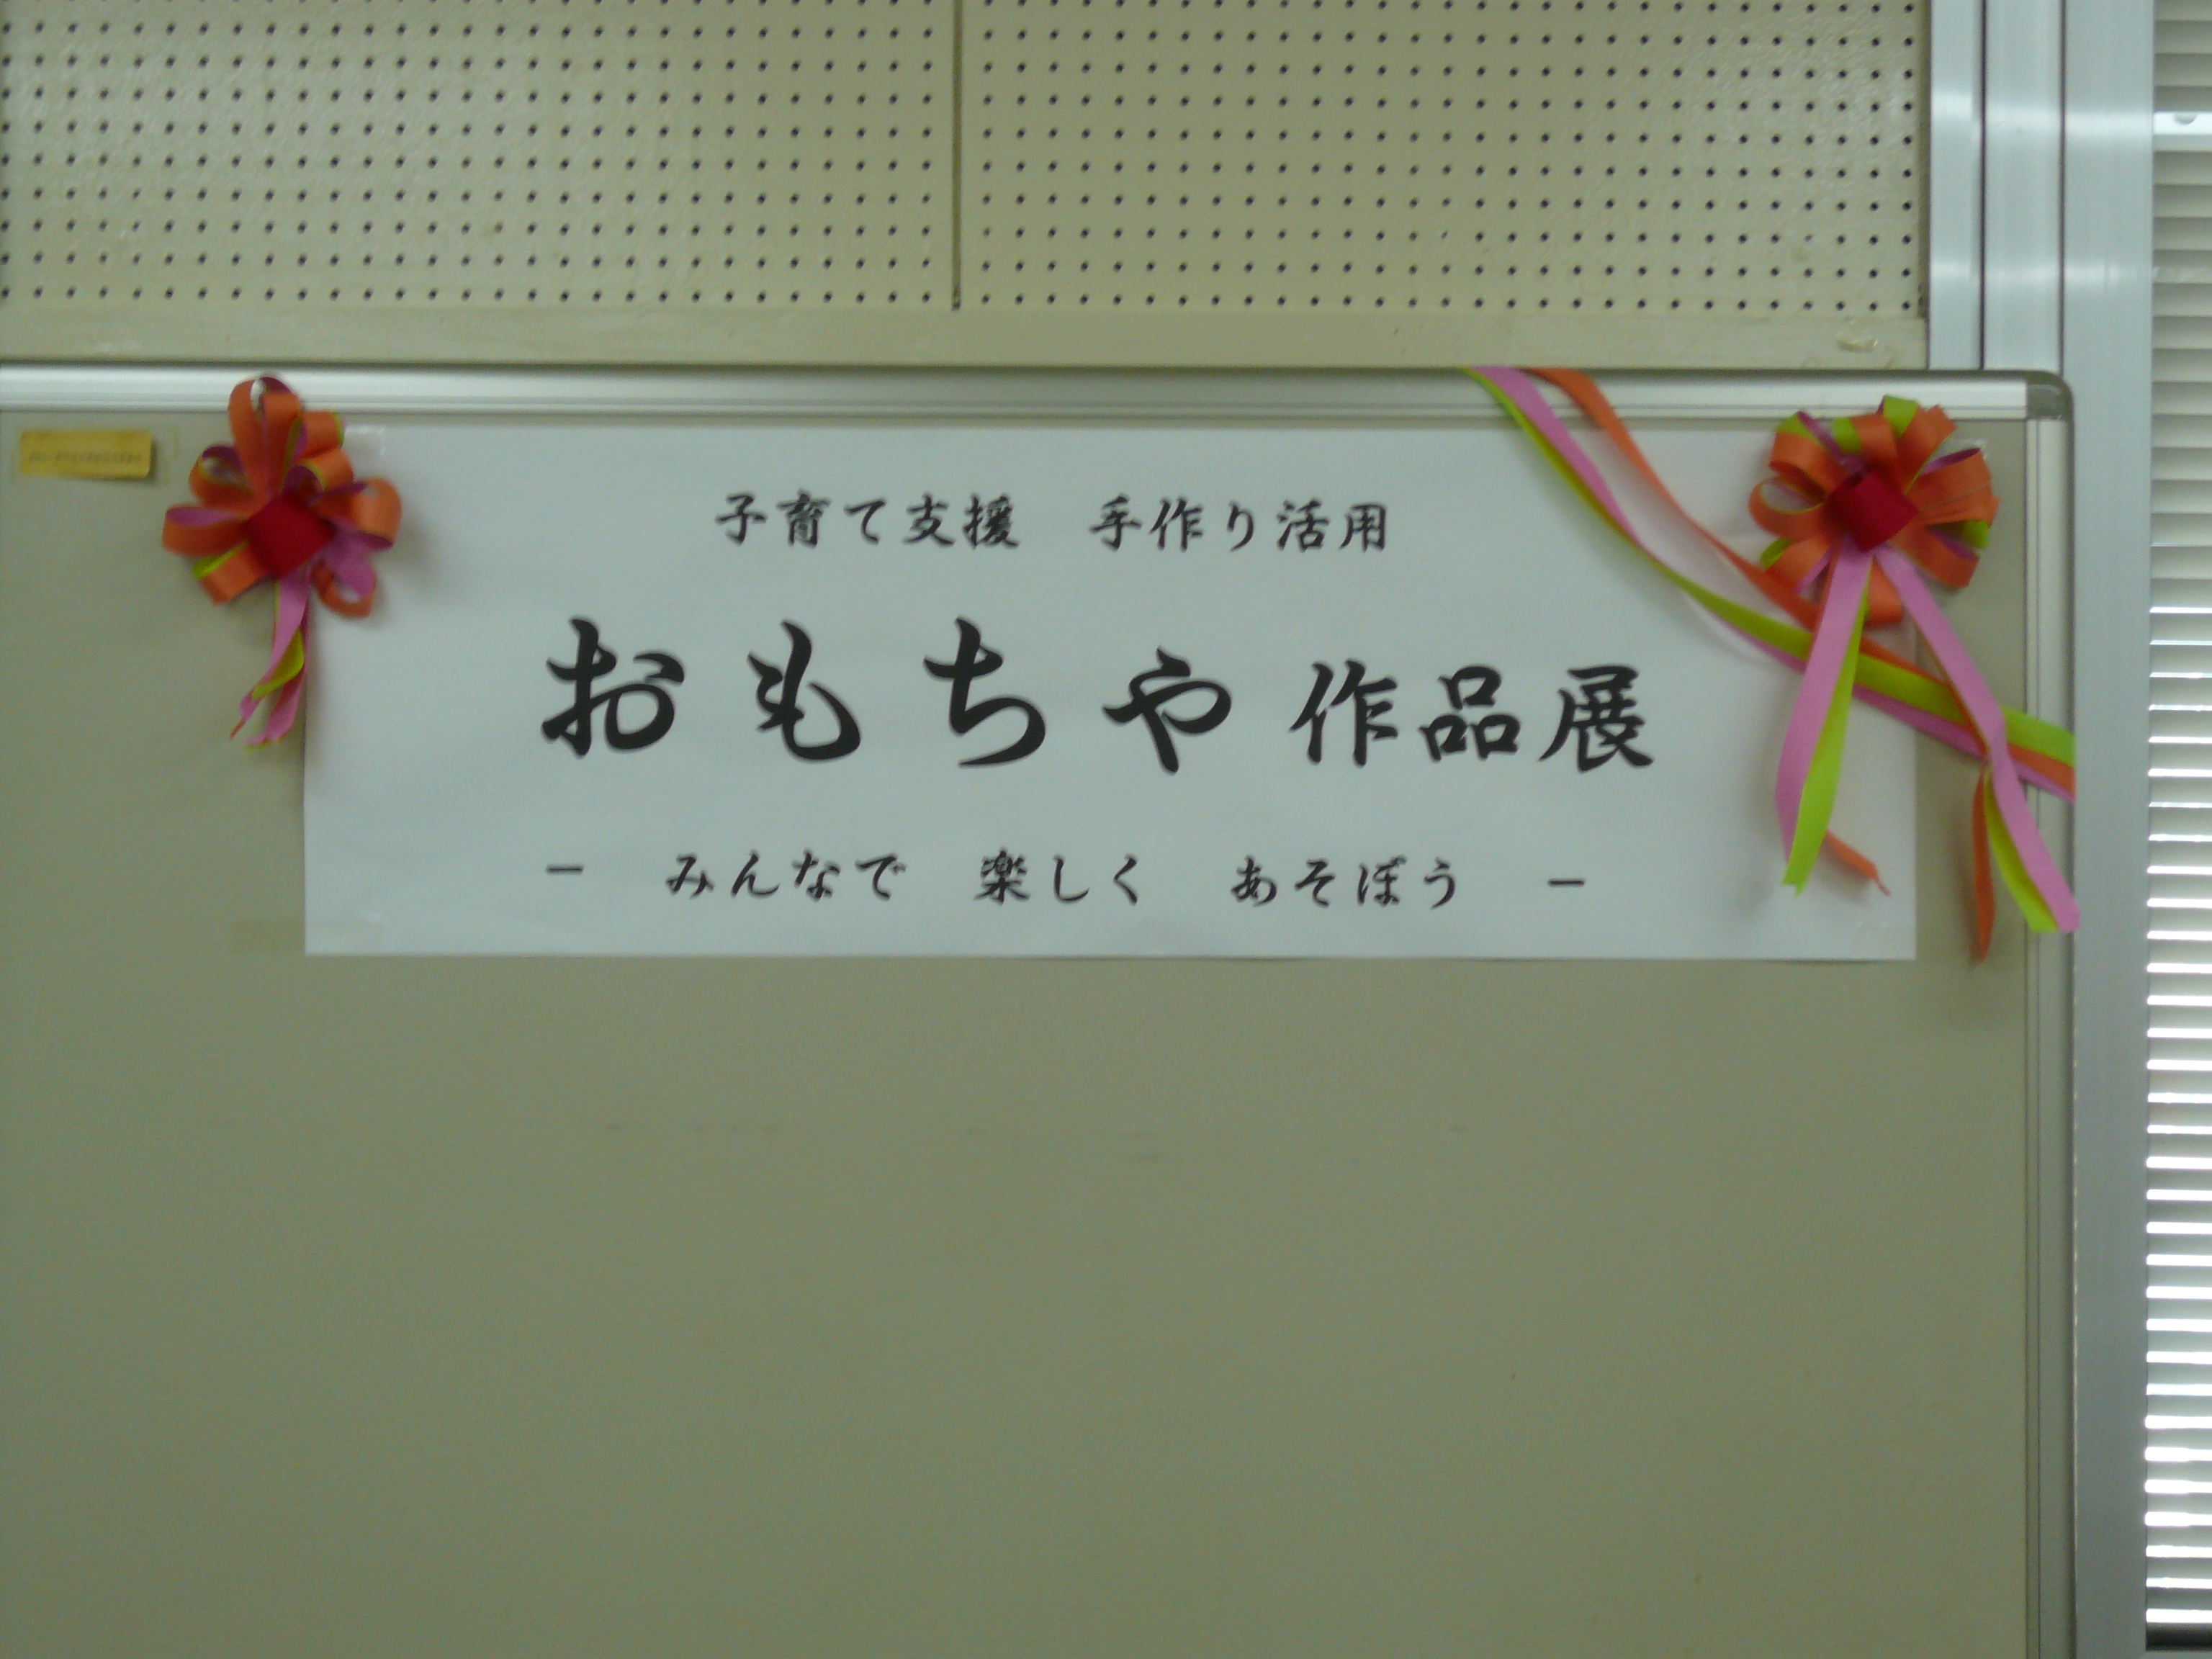 子育て支援　手作り活用
おもちゃ作品展
－　みんなで　楽しく　あそぼう　－